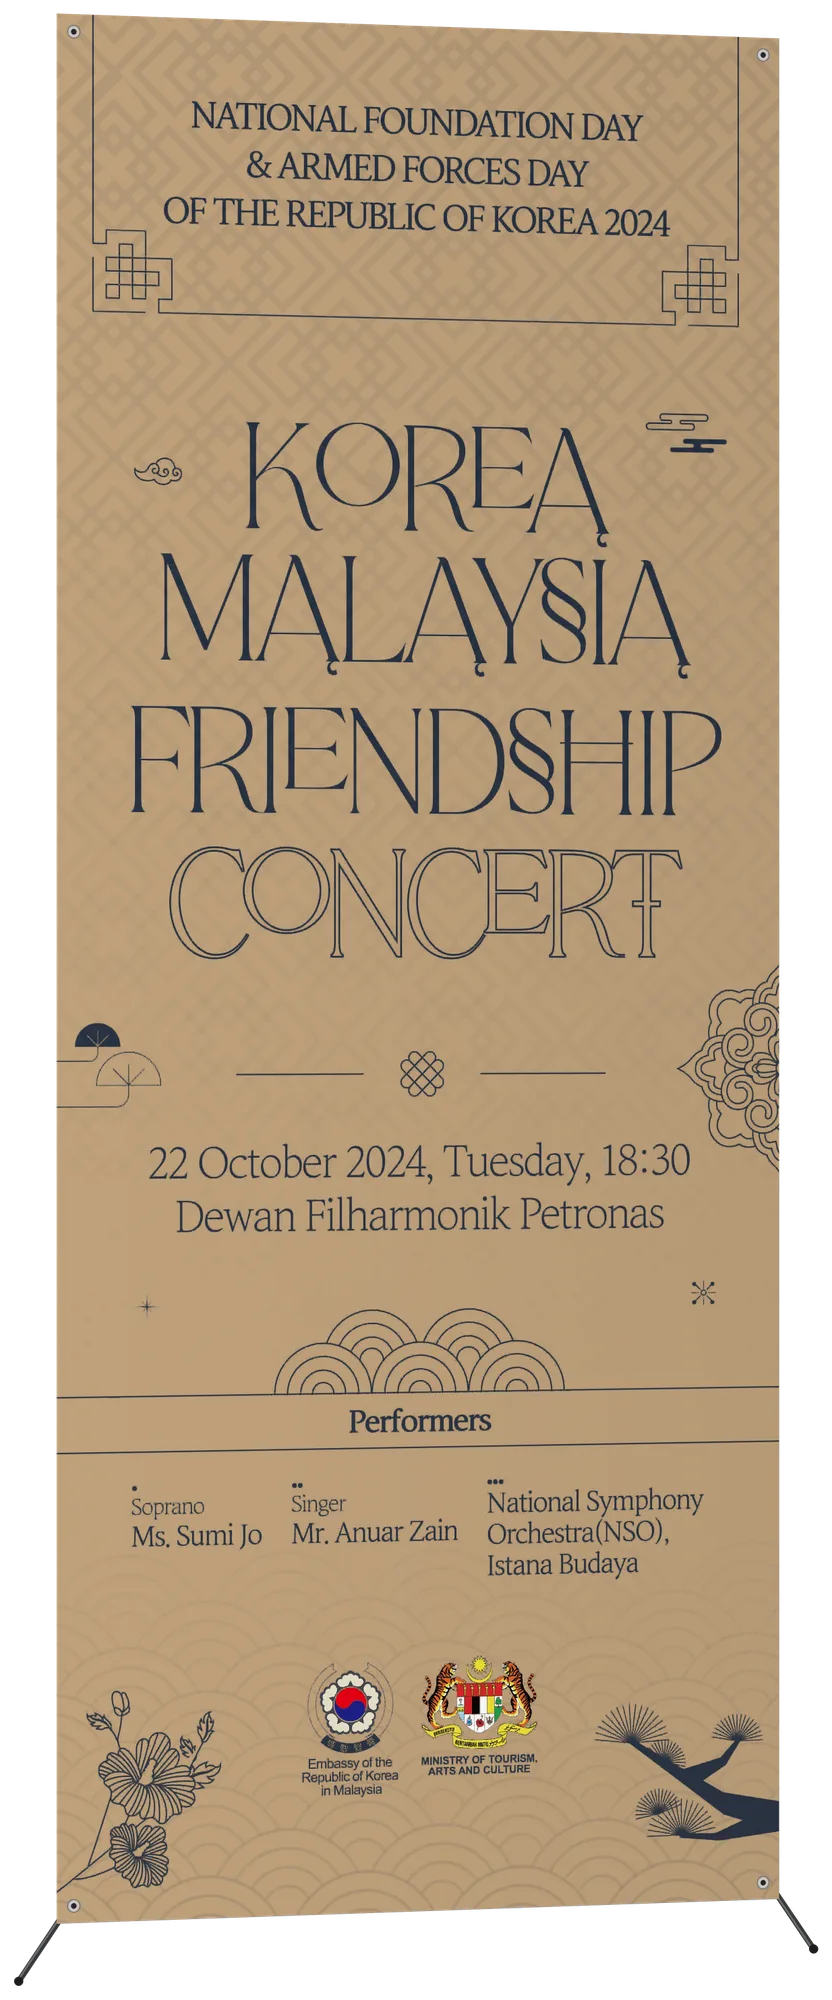 NATIONAL FOUNDATION DAY
& ARMED FORCES DAY
OF THE REPUBLIC OF KOREA 2024
KOREA
MALAYSIA
FRIENDSHIP
CONCERT
22 October 2024, Tuesday, 18:30
Dewan Filharmonik Petronas
Performers
Soprano
Ms. Sumi Jo
Singer
Mr. Anuar Zain
National Symphony
Orchestra(NSO),
Istana Budaya
Embassy of the
Republic of Korea
in Malaysia
MINISTRY OF TOURISM,
ARTS AND CULTURE